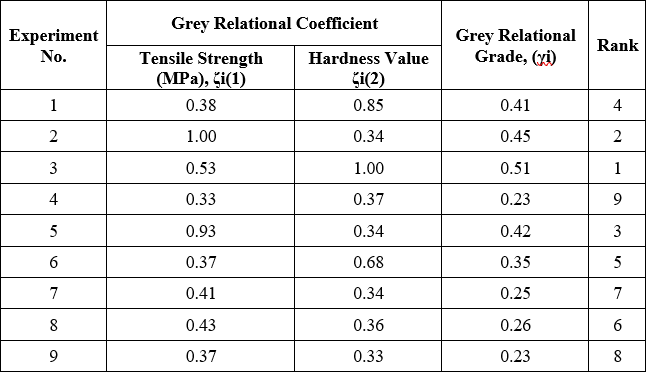 Experiment No. | Grey Relational Coefficient | Grey Relational Grade, (γi) | Rank
Tensile Strength (MPa), ζi(1) | Hardness Value ζi(2)
1 | 0.38 | 0.85 | 0.41 | 4
2 | 1.00 | 0.34 | 0.45 | 2
3 | 0.53 | 1.00 | 0.51 | 1
4 | 0.33 | 0.37 | 0.23 | 9
5 | 0.93 | 0.34 | 0.42 | 3
6 | 0.37 | 0.68 | 0.35 | 5
7 | 0.41 | 0.34 | 0.25 | 7
8 | 0.43 | 0.36 | 0.26 | 6
9 | 0.37 | 0.33 | 0.23 | 8